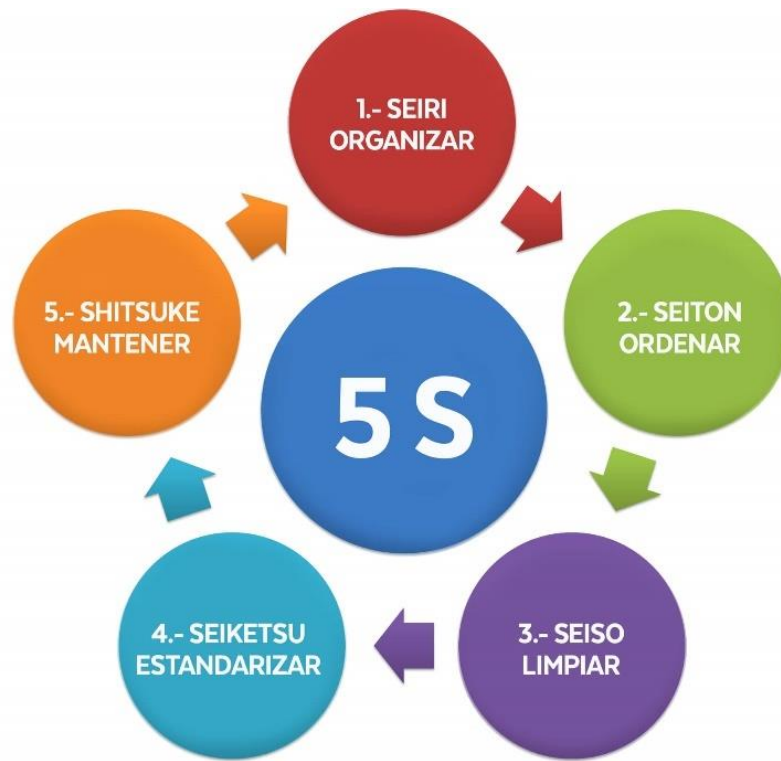 1.- SEIRI
ORGANIZAR
2.- SEITON
ORDENAR
3.- SEISO
LIMPIAR
4.- SEIKETSU
ESTANDARIZAR
5.- SHITSUKE
MANTENER
5 S